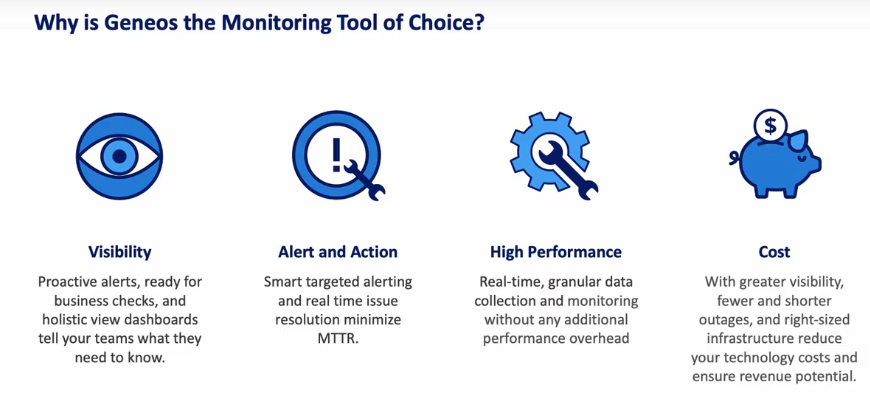 Why is Geneos the Monitoring Tool of Choice?
!
$
Visibility
Proactive alerts, ready for
business checks, and
holistic view dashboards
tell your teams what they
need to know.
Alert and Action
Smart targeted alerting
and real time issue
resolution minimize
MTTR.
High Performance
Real-time, granular data
collection and monitoring
without any additional
performance overhead
Cost
With greater visibility,
fewer and shorter
outages, and right-sized
infrastructure reduce
your technology costs and
ensure revenue potential.